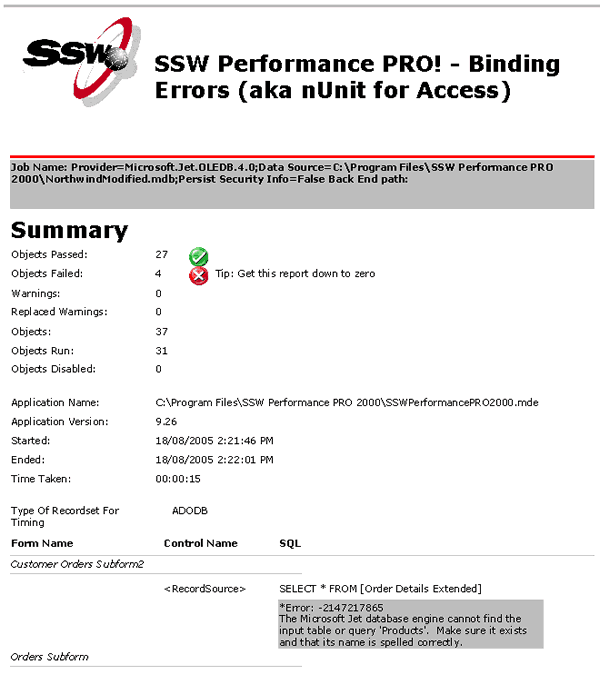 SSW
SSW Performance PRO! - Binding
Errors (aka nUnit for Access)
Job Name: Provider=Microsoft.Jet.OLEDB.4.0;Data Source=C:\Program Files\SSW Performance PRO
2000\NorthwindModified.mdb;Persist Security Info=False Back End path:
Summary
Objects Passed: 27
Objects Failed: 4 Tip: Get this report down to zero
Warnings: 0
Replaced Warnings: 0
Objects: 37
Objects Run: 31
Objects Disabled: 0
Application Name: C:\Program Files\SSW Performance PRO 2000\SSWPerformancePRO2000.mde
Application Version: 9.26
Started: 18/08/2005 2:21:46 PM
Ended: 18/08/2005 2:22:01 PM
Time Taken: 00:00:15
Type Of Recordset For ADODB
Timing
Form Name Control Name SQL
Customer Orders Subform2
<RecordSource> SELECT * FROM [Order Details Extended]
*Error: -2147217865
The Microsoft Jet database engine cannot find the
input table or query 'Products'.  Make sure it exists
and that its name is spelled correctly.
Orders Subform